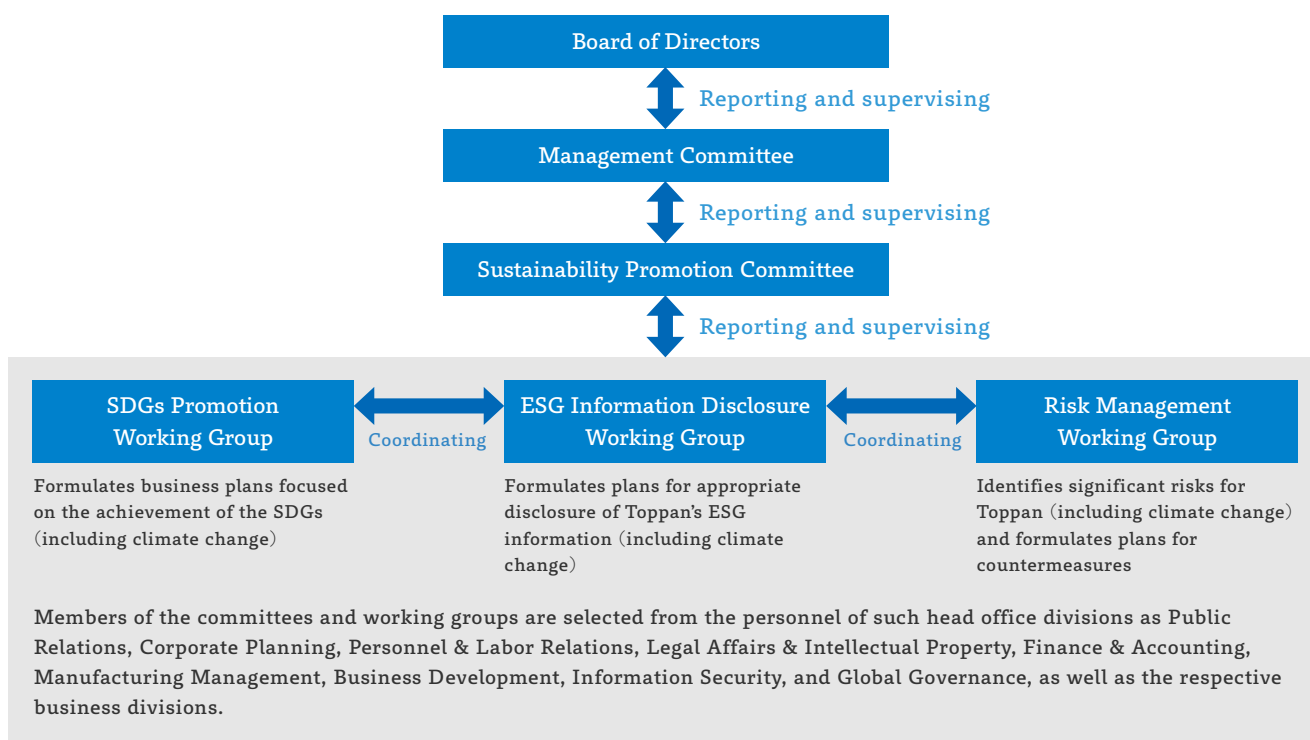 Board of Directors
Reporting and supervising
Management Committee
Reporting and supervising
Sustainability Promotion Committee
Reporting and supervising
SDGs Promotion
Working Group
Coordinating
ESG Information Disclosure
Working Group
Coordinating
Risk Management
Working Group
Formulates business plans focused
on the achievement of the SDGs
(including climate change)
Formulates plans for appropriate
disclosure of Toppan's ESG
information (including climate
change)
Identifies significant risks for
Toppan (including climate change)
and formulates plans for
countermeasures
Members of the committees and working groups are selected from the personnel of such head office divisions as Public
Relations, Corporate Planning, Personnel & Labor Relations, Legal Affairs & Intellectual Property, Finance & Accounting,
Manufacturing Management, Business Development, Information Security, and Global Governance, as well as the respective
business divisions.